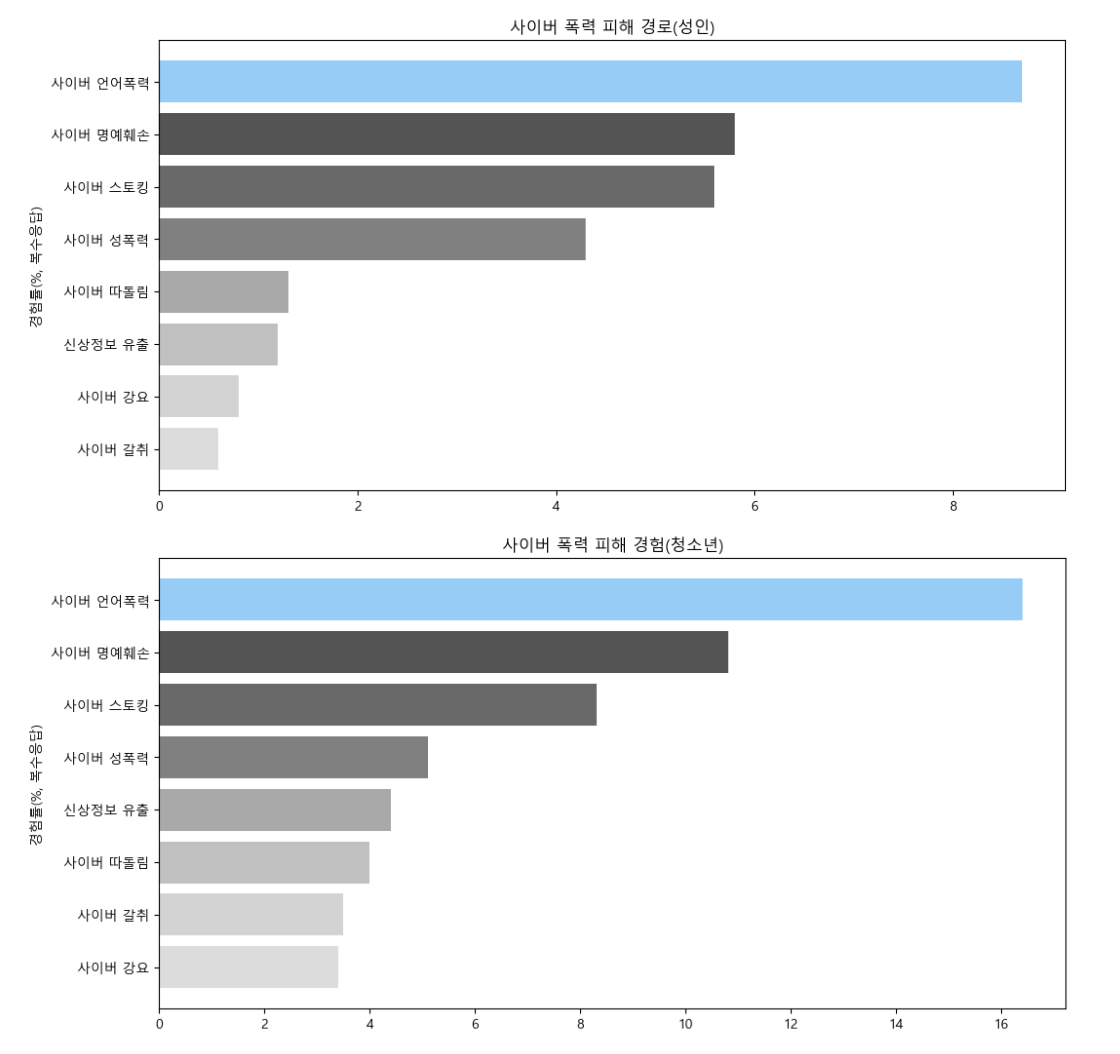 사이버 폭력 피해 경로(성인)
경험률(%, 복수응답)
사이버 언어폭력
사이버 명예훼손
사이버 스토킹
사이버 성폭력
사이버 따돌림
신상정보 유출
사이버 강요
사이버 갈취
0 2 4 6 8
사이버 폭력 피해 경험(청소년)
경험률(%, 복수응답)
사이버 언어폭력
사이버 명예훼손
사이버 스토킹
사이버 성폭력
신상정보 유출
사이버 따돌림
사이버 갈취
사이버 강요
0 2 4 6 8 10 12 14 16